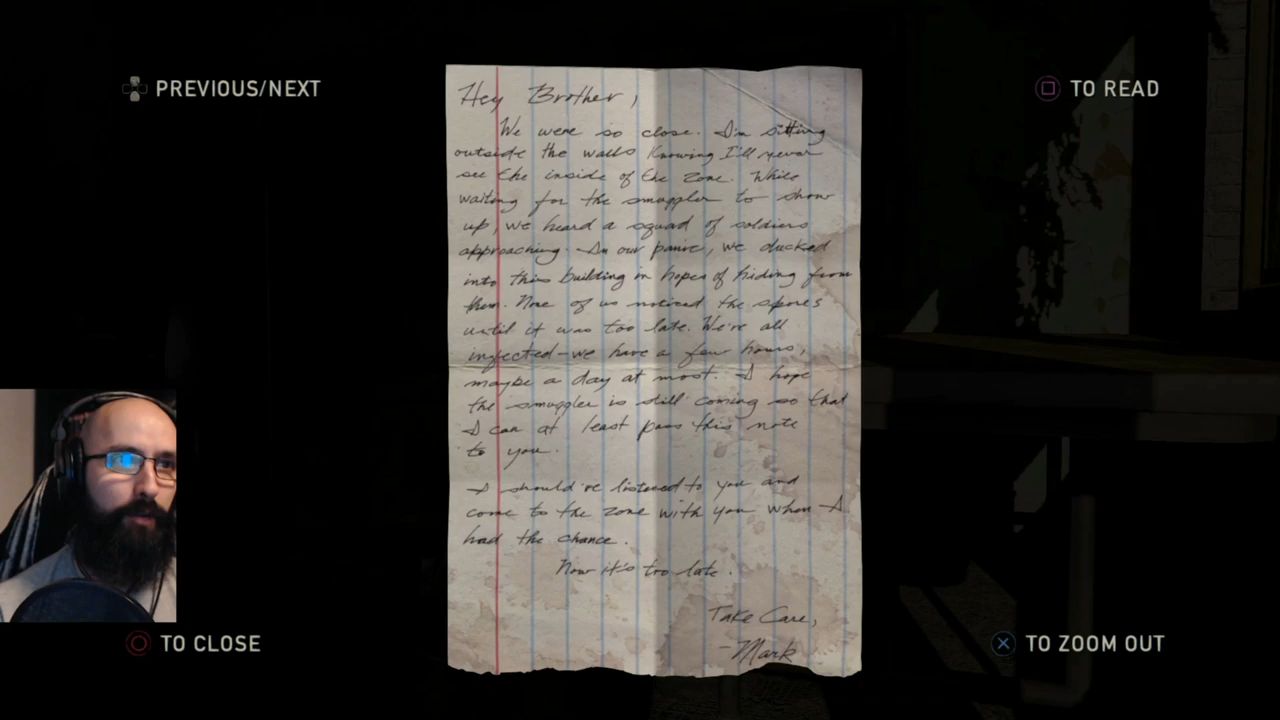 PREVIOUS/NEXT
TO READ
Hey Brother,
We were so close. I'm sitting
outside the walls knowing I'll never
see the inside of the zone. While
waiting for the smuggler to show
up, we heard a squad of soldiers
approaching. In our panic, we ducked
into this building in hopes of hiding from
them. None of us noticed the spores
until it was too late. We're all
infected - we have a few hours,
maybe a day at most. I hope
the smuggler is still coming so that
I can at least pass this note
to you.
I should've listened to you and
come to the zone with you when I
had the chance.
Now it's too late.
Take Care,
- Mark
TO CLOSE
TO ZOOM OUT